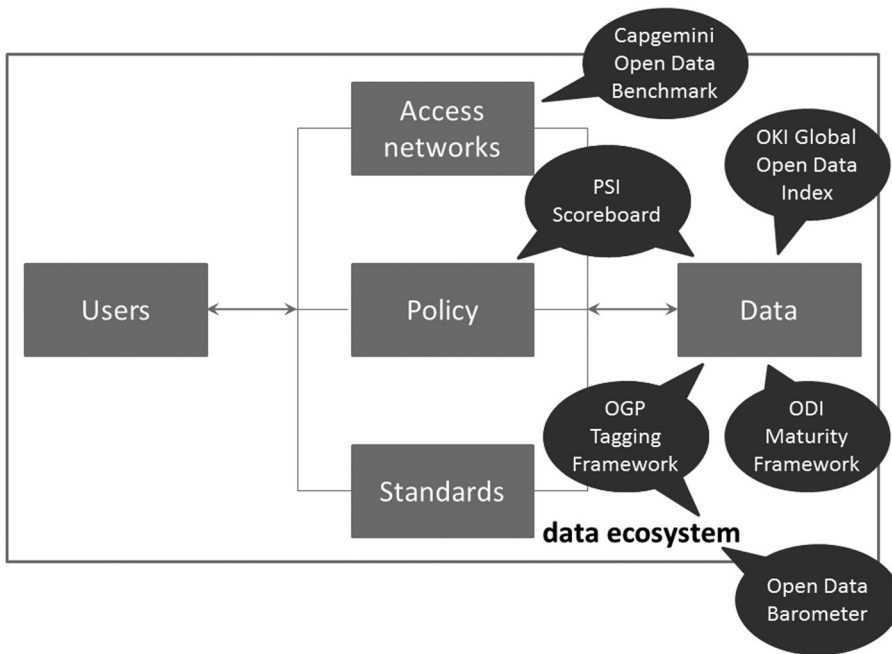 Capgemini
Open Data
Benchmark
Access
networks
OKI Global
Open Data
Index
PSI
Scoreboard
Users
Policy
Data
OGP
Tagging
Framework
ODI
Maturity
Framework
Standards
data ecosystem
Open Data
Barometer